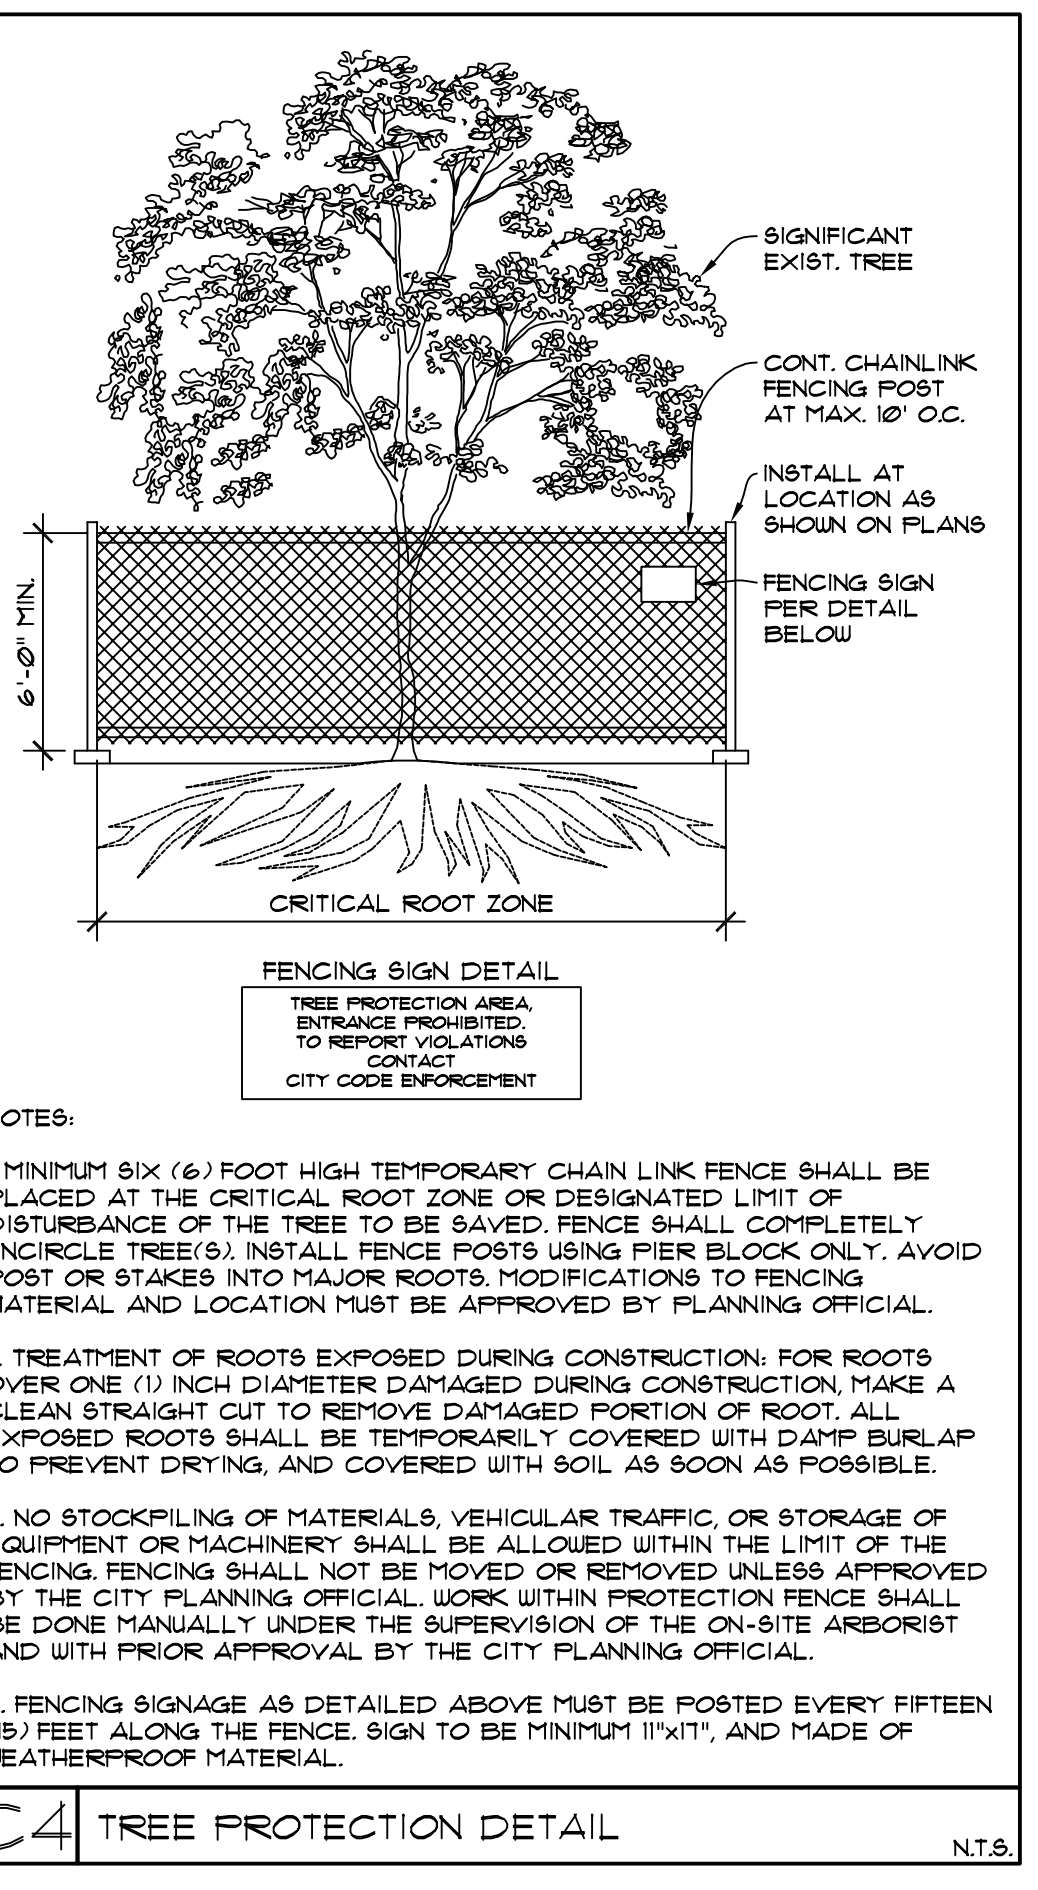 SIGNIFICANT
EXIST. TREE
CONT. CHAINLINK
FENCING POST
AT MAX. 10' O.C.
INSTALL AT
LOCATION AS
SHOWN ON PLANS
FENCING SIGN
PER DETAIL
BELOW
6'-0" MIN.
CRITICAL ROOT ZONE
FENCING SIGN DETAIL
TREE PROTECTION AREA,
ENTRANCE PROHIBITED.
TO REPORT VIOLATIONS
CONTACT
CITY CODE ENFORCEMENT
OTES:
MINIMUM SIX (6) FOOT HIGH TEMPORARY CHAIN LINK FENCE SHALL BE
PLACED AT THE CRITICAL ROOT ZONE OR DESIGNATED LIMIT OF
DISTURBANCE OF THE TREE TO BE SAVED. FENCE SHALL COMPLETELY
NCIRCLE TREE(S). INSTALL FENCE POSTS USING PIER BLOCK ONLY. AVOID
POST OR STAKES INTO MAJOR ROOTS. MODIFICATIONS TO FENCING
MATERIAL AND LOCATION MUST BE APPROVED BY PLANNING OFFICIAL.
. TREATMENT OF ROOTS EXPOSED DURING CONSTRUCTION: FOR ROOTS
OVER ONE (1) INCH DIAMETER DAMAGED DURING CONSTRUCTION, MAKE A
CLEAN STRAIGHT CUT TO REMOVE DAMAGED PORTION OF ROOT. ALL
XPOSED ROOTS SHALL BE TEMPORARILY COVERED WITH DAMP BURLAP
O PREVENT DRYING, AND COVERED WITH SOIL AS SOON AS POSSIBLE.
. NO STOCKPILING OF MATERIALS, VEHICULAR TRAFFIC, OR STORAGE OF
QUIPMENT OR MACHINERY SHALL BE ALLOWED WITHIN THE LIMIT OF THE
ENCING. FENCING SHALL NOT BE MOVED OR REMOVED UNLESS APPROVED
BY THE CITY PLANNING OFFICIAL. WORK WITHIN PROTECTION FENCE SHALL
BE DONE MANUALLY UNDER THE SUPERVISION OF THE ON-SITE ARBORIST
AND WITH PRIOR APPROVAL BY THE CITY PLANNING OFFICIAL.
. FENCING SIGNAGE AS DETAILED ABOVE MUST BE POSTED EVERY FIFTEEN
15) FEET ALONG THE FENCE. SIGN TO BE MINIMUM 11"x17", AND MADE OF
WEATHERPROOF MATERIAL.
C4 TREE PROTECTION DETAIL
N.T.S.